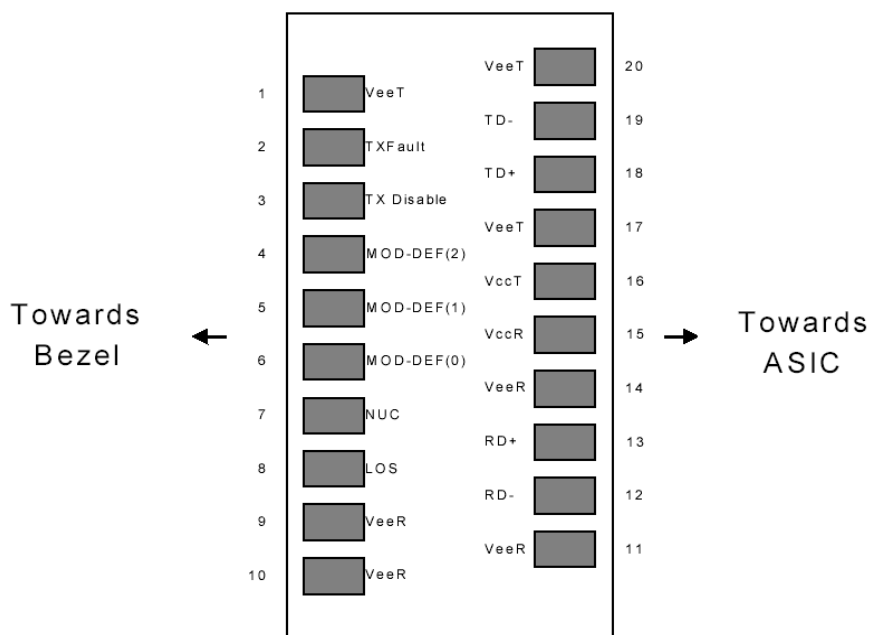 VeeT 20
1 VeeT
TD- 19
2 TXFault
TD+ 18
3 TX Disable
VeeT 17
4 MOD-DEF(2)
VccT 16
5 MOD-DEF(1)
Towards
Bezel
VccR 15
Towards
ASIC
6 MOD-DEF(0)
VeeR 14
7 NUC
RD+ 13
8 LOS
RD- 12
9 VeeR
VeeR 11
10 VeeR